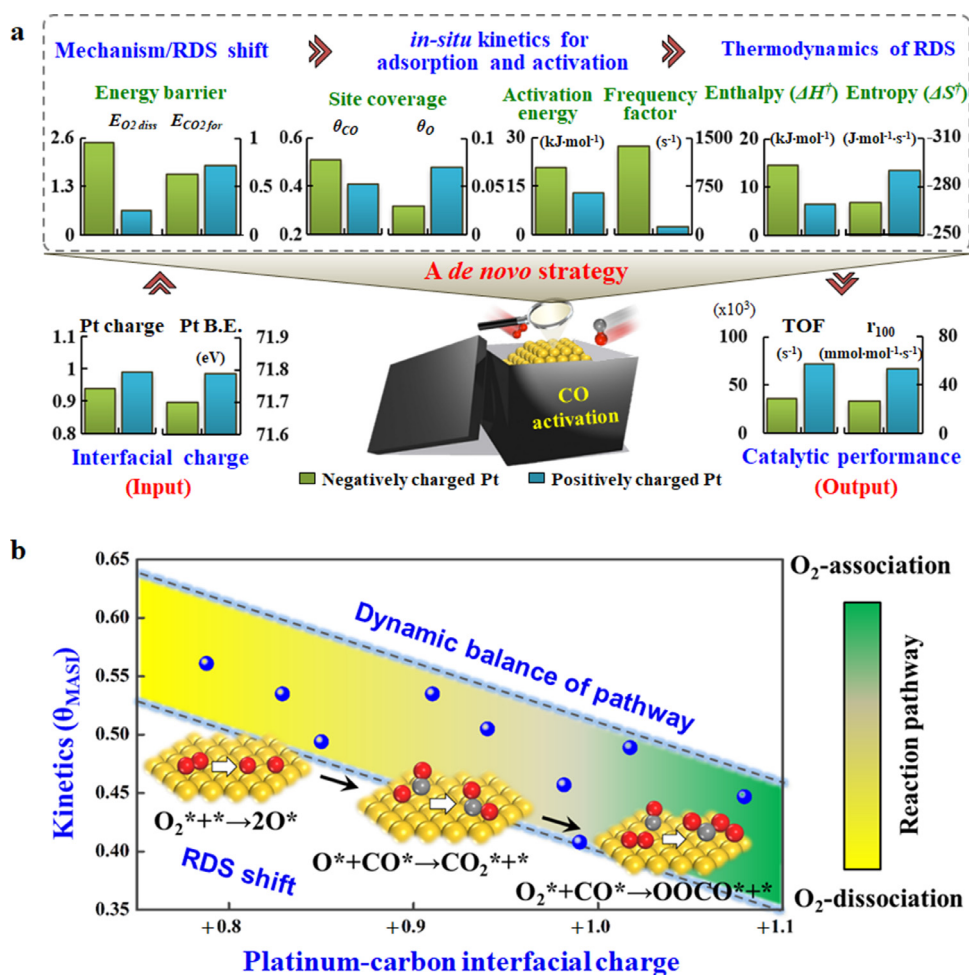 a
Mechanism/RDS shift
in-situ kinetics for
adsorption and activation
Thermodynamics of RDS
Energy barrier
Site coverage
Activation energy
Frequency factor
Enthalpy (ΔH†)
Entropy (ΔS†)
E_O2 diss
E_CO2 for
θ_CO
θ_O
(kJ·mol⁻¹)
(s⁻¹)
(kJ·mol⁻¹)
(J·mol⁻¹·s⁻¹)
2.6
1.3
0
1
0.5
0
0.6
0.4
0.2
0.1
0.05
0
30
15
0
1500
750
0
20
10
0
-310
-290
-270
-250
A de novo strategy
Pt charge
Pt B.E.
(eV)
1.1
1
0.9
0.8
71.9
71.8
71.7
71.6
Interfacial charge
(Input)
CO
activation
Negatively charged Pt
Positively charged Pt
(x10³)
TOF
r₁₀₀
(s⁻¹)
(mmol·mol⁻¹·s⁻¹)
100
50
0
80
40
0
Catalytic performance
(Output)
b
Kinetics (θ_MASI)
0.65
0.60
0.55
0.50
0.45
0.40
0.35
Dynamic balance of pathway
O₂*+*→2O*
O*+CO*→CO₂*+*
O₂*+CO*→OOCO*+*
RDS shift
+0.8
+0.9
+1.0
+1.1
Platinum-carbon interfacial charge
O₂-association
Reaction pathway
O₂-dissociation